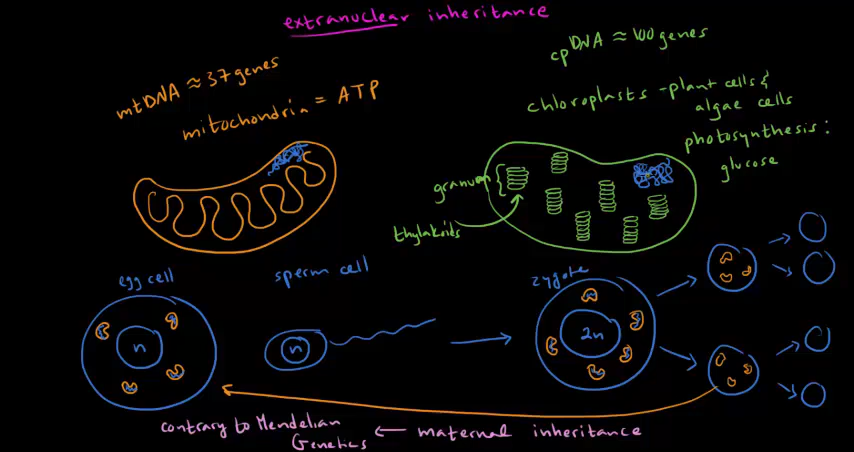 extranuclear inheritance
mtDNA ≈ 37 genes
mitochondria = ATP
cpDNA ≈ 100 genes
chloroplasts - plant cells &
algae cells
photosynthesis:
glucose
granum
thylakoids
egg cell
sperm cell
zygote
n
n
2n
contrary to Mendelian
Genetics
← maternal inheritance